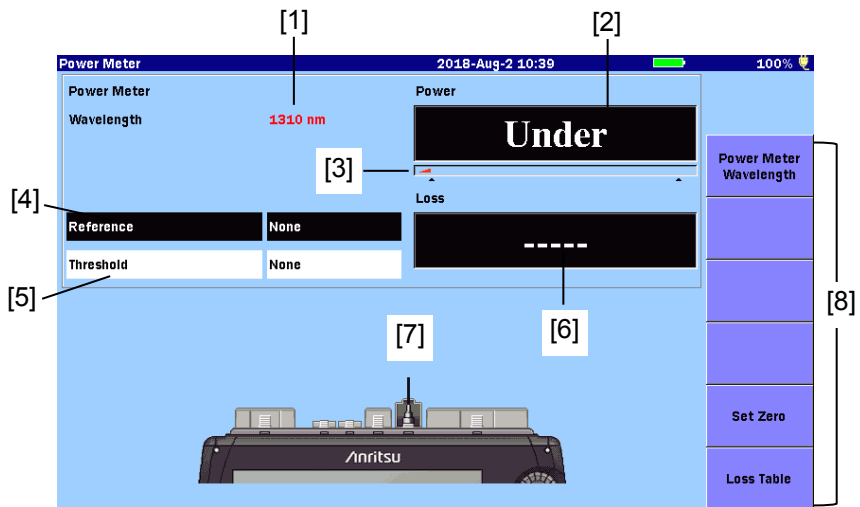 [1]
[2]
Power Meter 2018-Aug-2 10:39 100%
Power Meter
Wavelength 1310 nm
Power
Under
[3]
Loss
-----
[4]
Reference None
Threshold None
[5]
[6]
[7]
Anritsu
Power Meter
Wavelength
Set Zero
Loss Table
[8]